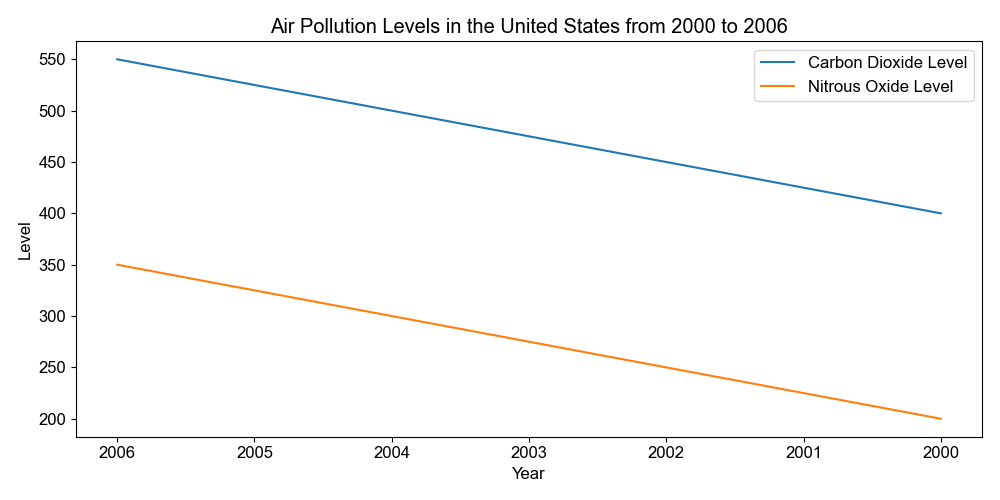 Air Pollution Levels in the United States from 2000 to 2006
Carbon Dioxide Level
Nitrous Oxide Level
Level
550
500
450
400
350
300
250
200
2006 2005 2004 2003 2002 2001 2000
Year